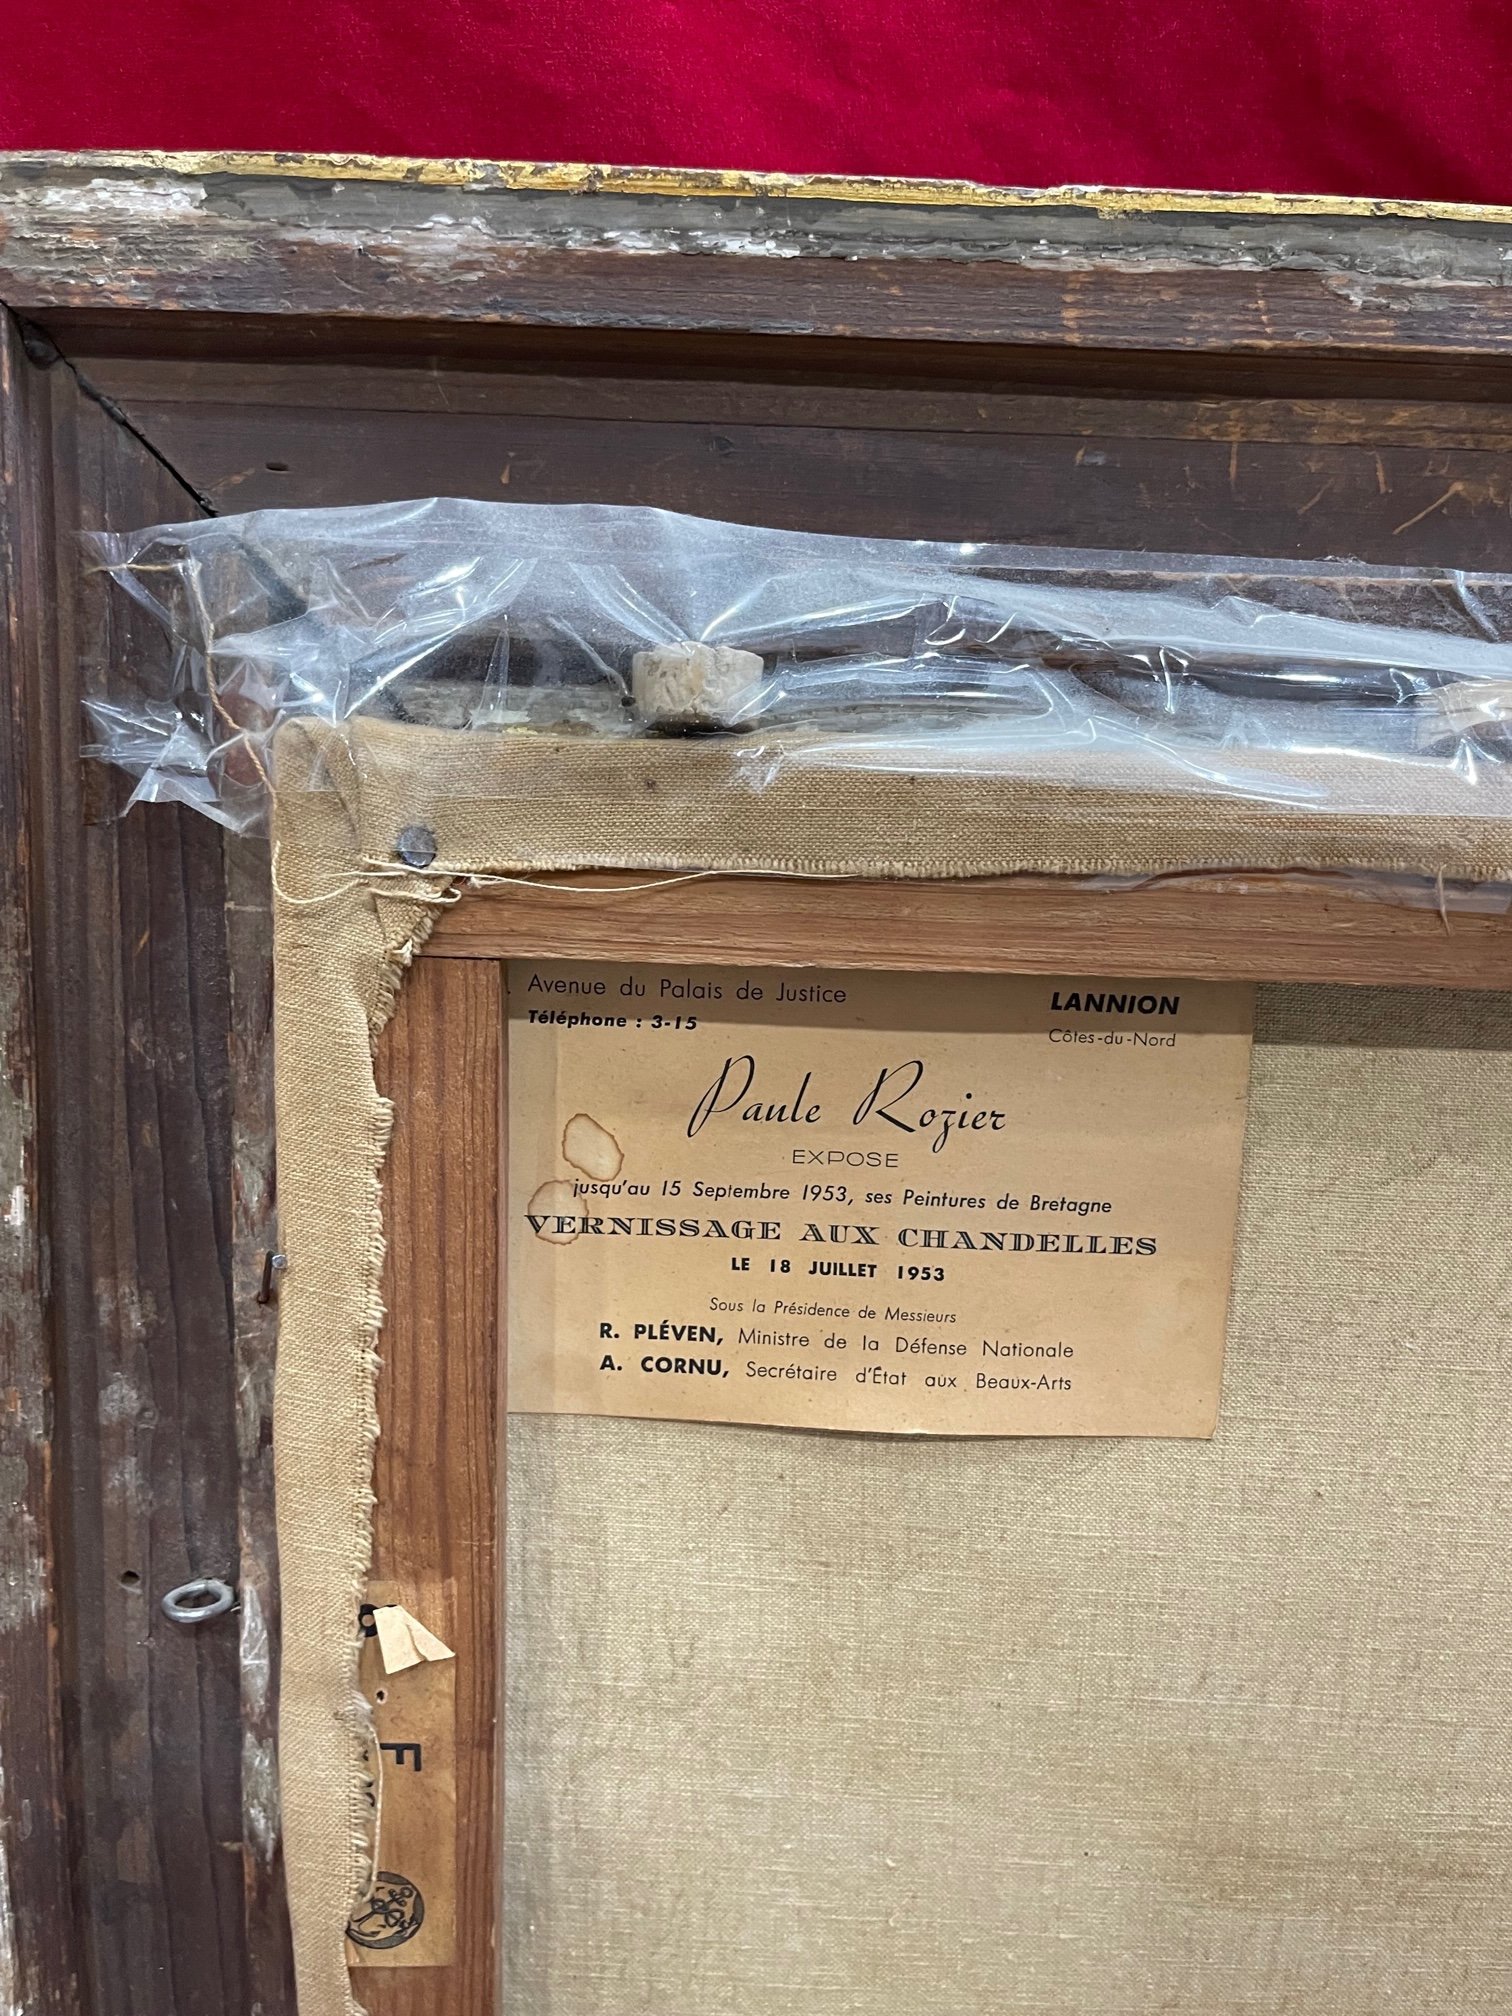 Avenue du Palais de Justice LANNION
Téléphone : 3-15 Côtes-du-Nord
Paule Rozier
EXPOSE
jusqu'au 15 Septembre 1953, ses Peintures de Bretagne
VERNISSAGE AUX CHANDELLES
LE 18 JUILLET 1953
Sous la Présidence de Messieurs
R. PLÉVEN, Ministre de la Défense Nationale
A. CORNU, Secrétaire d'État aux Beaux-Arts
F